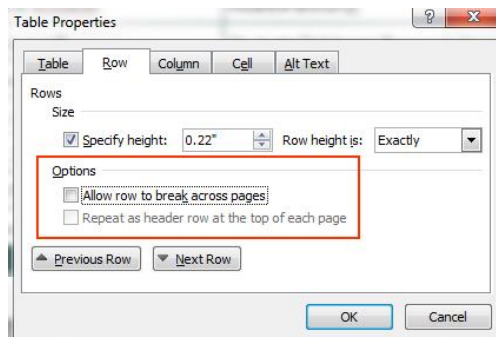 Table Properties
Table Row Column Cell Alt Text
Rows
Size
Specify height: 0.22" Row height is: Exactly
Options
Allow row to break across pages
Repeat as header row at the top of each page
Previous Row Next Row
OK Cancel